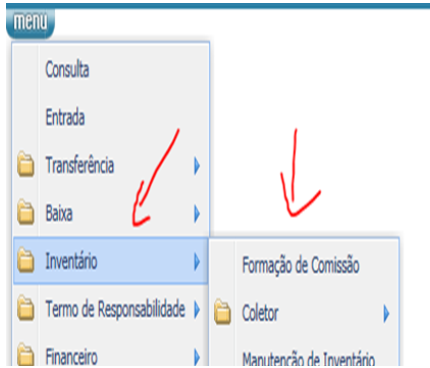 menu
Consulta
Entrada
Transferência
Baixa
Inventário
Termo de Responsabilidade
Financeiro
Formação de Comissão
Coletor
Manutenção de Inventário